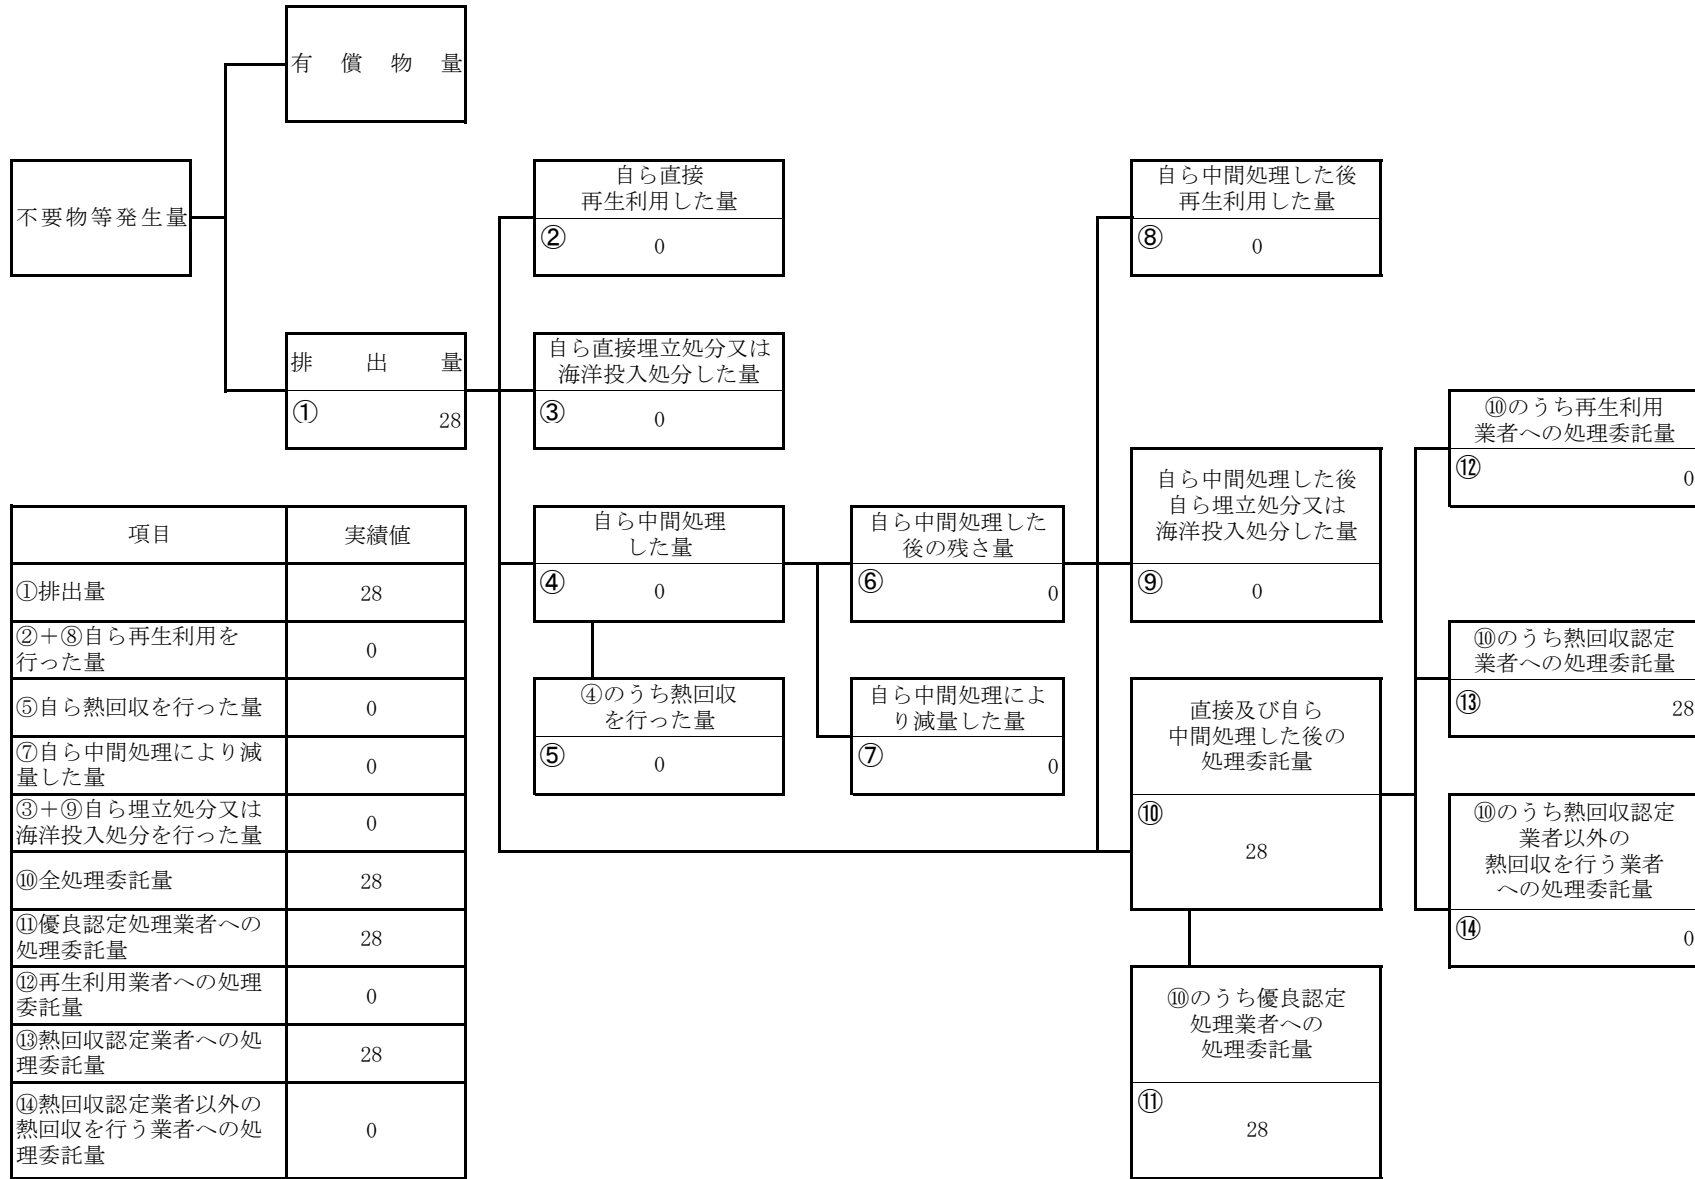 有償物量
不要物等発生量
排出量
① 28
自ら直接
再生利用した量
② 0
自ら直接埋立処分又は
海洋投入処分した量
③ 0
自ら中間処理
した量
④ 0
④のうち熱回収
を行った量
⑤ 0
自ら中間処理した
後の残さ量
⑥ 0
自ら中間処理によ
り減量した量
⑦ 0
自ら中間処理した後
再生利用した量
⑧ 0
自ら中間処理した後
自ら埋立処分又は
海洋投入処分した量
⑨ 0
直接及び自ら
中間処理した後の
処理委託量
⑩
28
⑩のうち優良認定
処理業者への
処理委託量
⑪
28
⑩のうち再生利用
業者への処理委託量
⑫ 0
⑩のうち熱回収認定
業者への処理委託量
⑬ 28
⑩のうち熱回収認定
業者以外の
熱回収を行う業者
への処理委託量
⑭ 0
項目 実績値
①排出量 28
②＋⑧自ら再生利用を
行った量 0
⑤自ら熱回収を行った量 0
⑦自ら中間処理により減
量した量 0
③＋⑨自ら埋立処分又は
海洋投入処分を行った量 0
⑩全処理委託量 28
⑪優良認定処理業者への
処理委託量 28
⑫再生利用業者への処理
委託量 0
⑬熱回収認定業者への処
理委託量 28
⑭熱回収認定業者以外の
熱回収を行う業者への処
理委託量 0